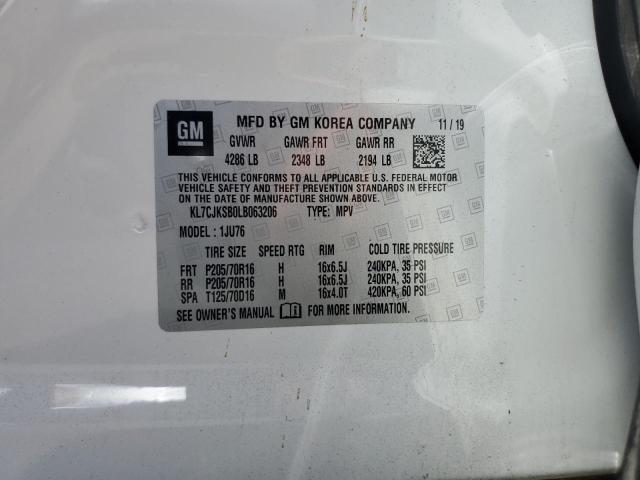 GM
MFD BY GM KOREA COMPANY 11/19
GVWR GAWR FRT GAWR RR
4286 LB 2348 LB 2194 LB
THIS VEHICLE CONFORMS TO ALL APPLICABLE U.S. FEDERAL MOTOR
VEHICLE SAFETY AND THEFT PREVENTION STANDARDS IN EFFECT ON
THE DATE OF MANUFACTURE SHOWN ABOVE.
KL7CJKSB0LB063206 TYPE: MPV
MODEL: 1JU76
TIRE SIZE SPEED RTG RIM COLD TIRE PRESSURE
FRT P205/70R16 H 16x6.5J 240KPA, 35 PSI
RR P205/70R16 H 16x6.5J 240KPA, 35 PSI
SPA T125/70D16 M 16x4.0T 420KPA, 60 PSI
SEE OWNER'S MANUAL FOR MORE INFORMATION.